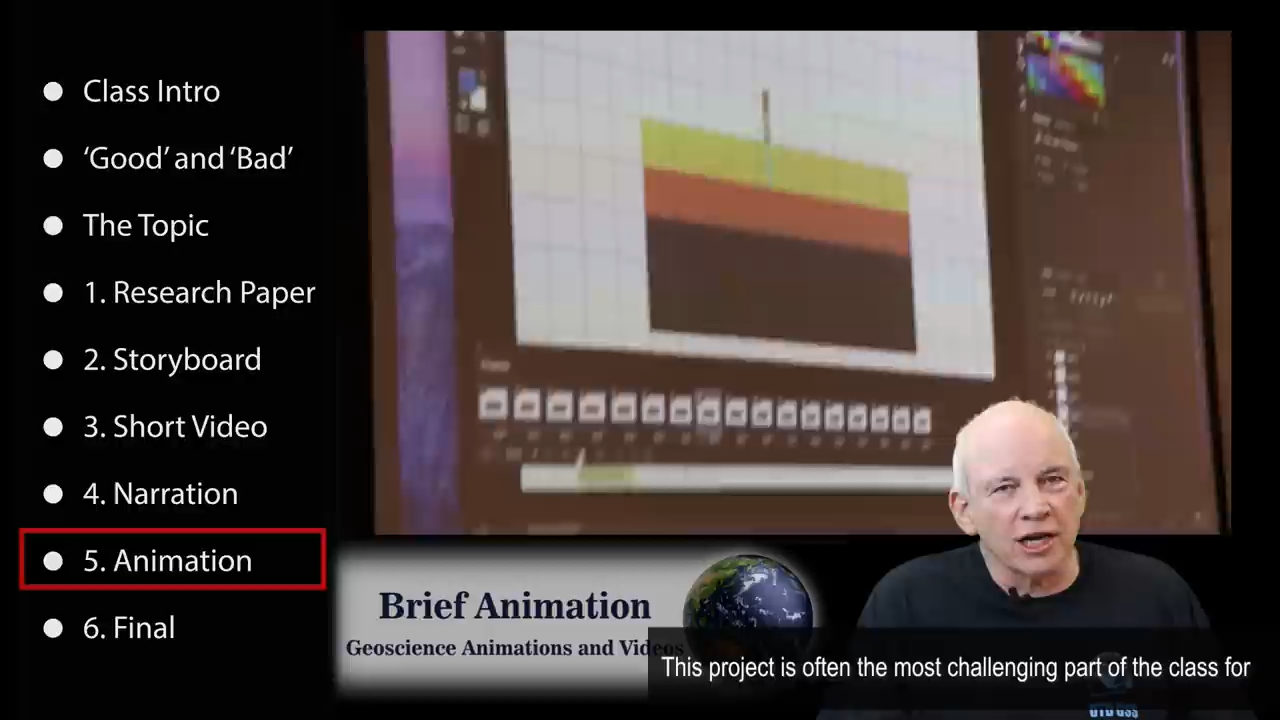 Class Intro
‘Good’ and ‘Bad’
The Topic
1. Research Paper
2. Storyboard
3. Short Video
4. Narration
5. Animation
6. Final
Brief Animation
Geoscience Animations and Videos
This project is often the most challenging part of the class for
UTD GSS